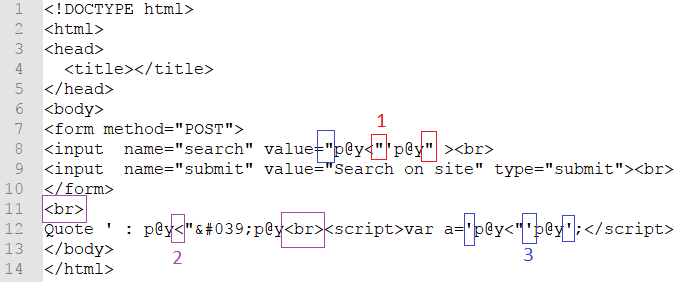 1 <!DOCTYPE html>
2 <html>
3 <head>
4   <title></title>
5 </head>
6 <body>
1
7 <form method="POST">
8 <input  name="search" value="p@y<"'p@y" ><br>
9 <input  name="submit" value="Search on site" type="submit"><br>
10 </form>
11 <br>
12 Quote ' : p@y<"&#039;p@y<br><script>var a='p@y<"'p@y';</script>
13 </body>
2 3
14 </html>